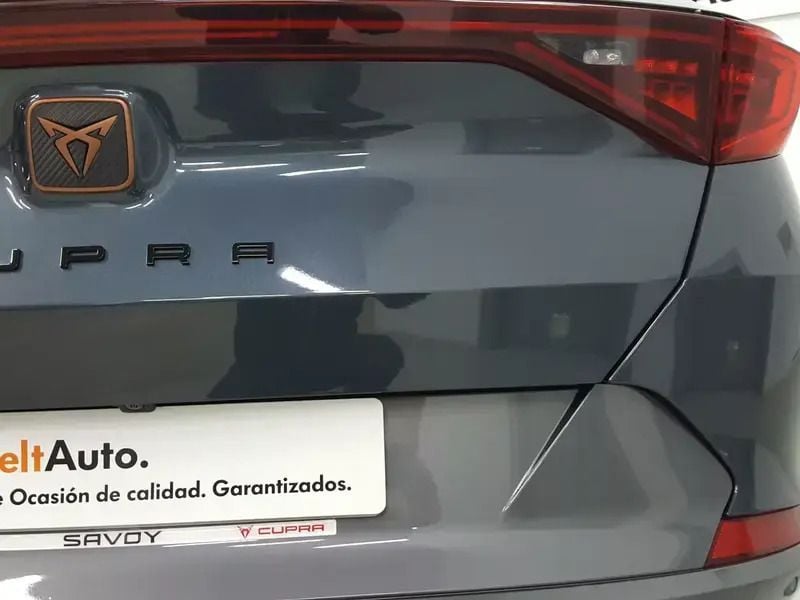 UPRA
eltAuto.
e Ocasión de calidad. Garantizados.
SAVOY CUPRA